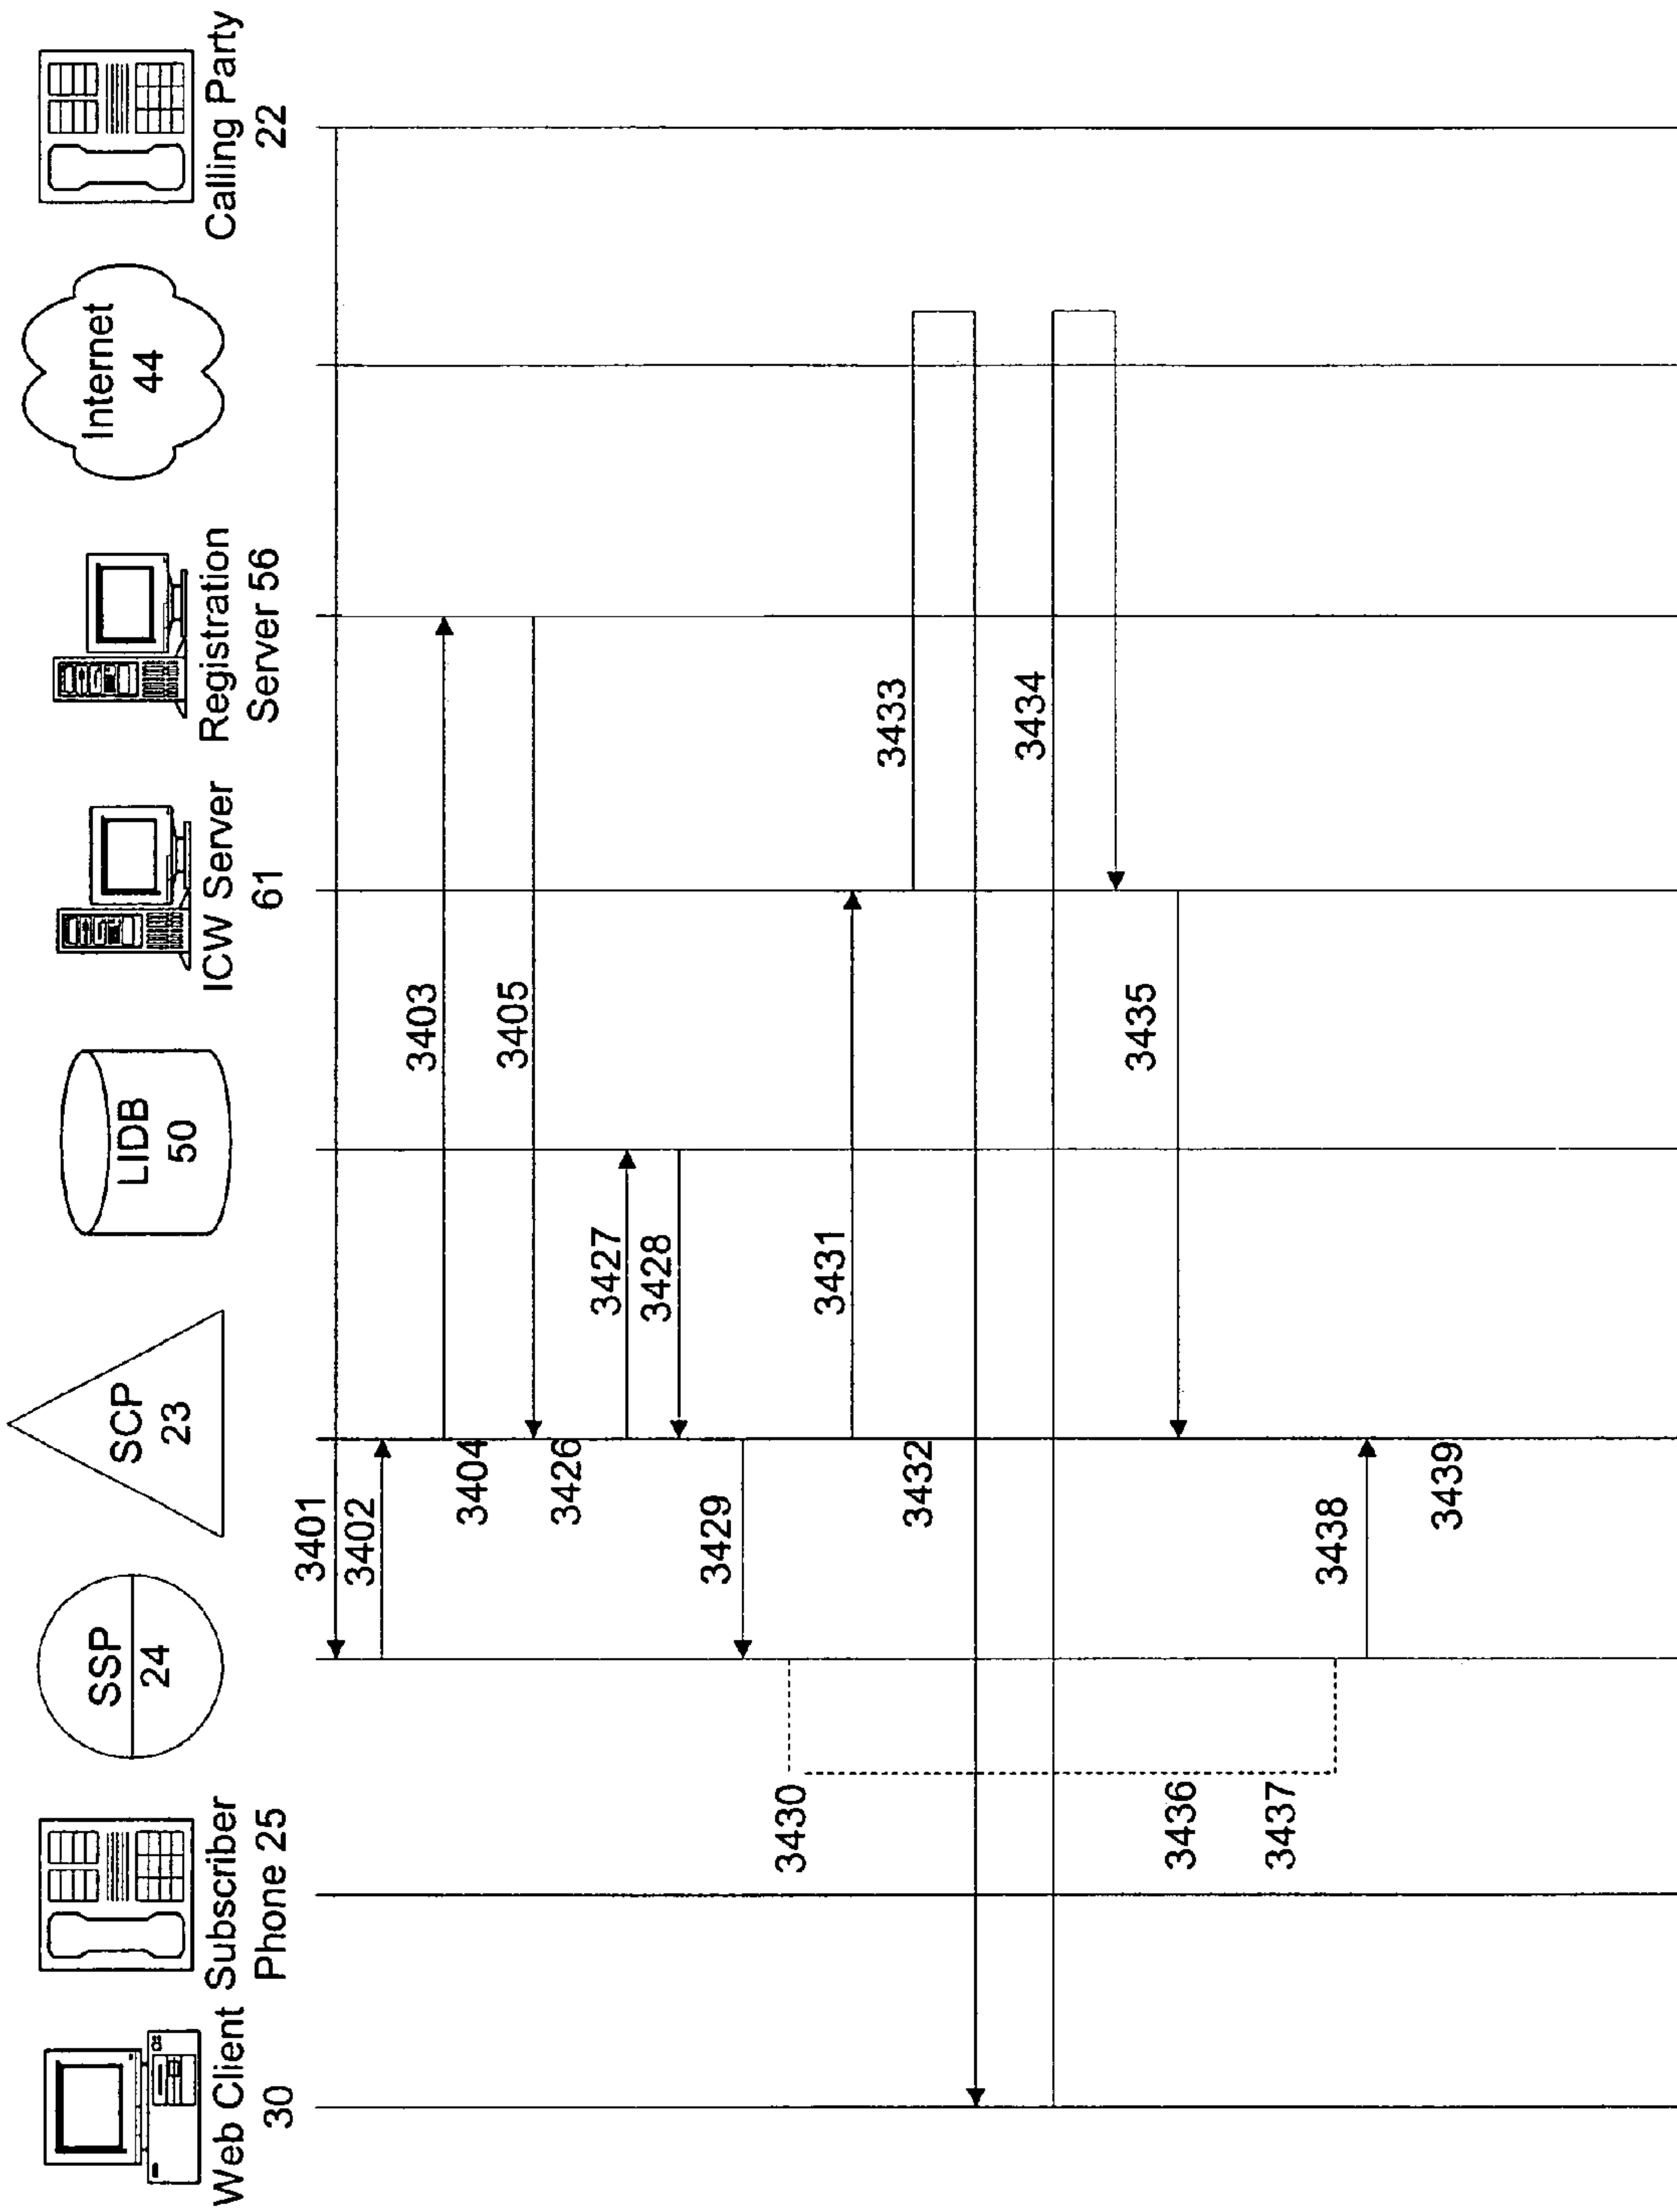 Web Client
30
Subscriber
Phone 25
SSP
24
SCP
23
LIDB
50
ICW Server
61
Registration
Server 56
Internet
44
Calling Party
22
3401
3402
3403
3404
3405
3426
3427
3428
3429
3430
3431
3432
3433
3434
3435
3436
3437
3438
3439